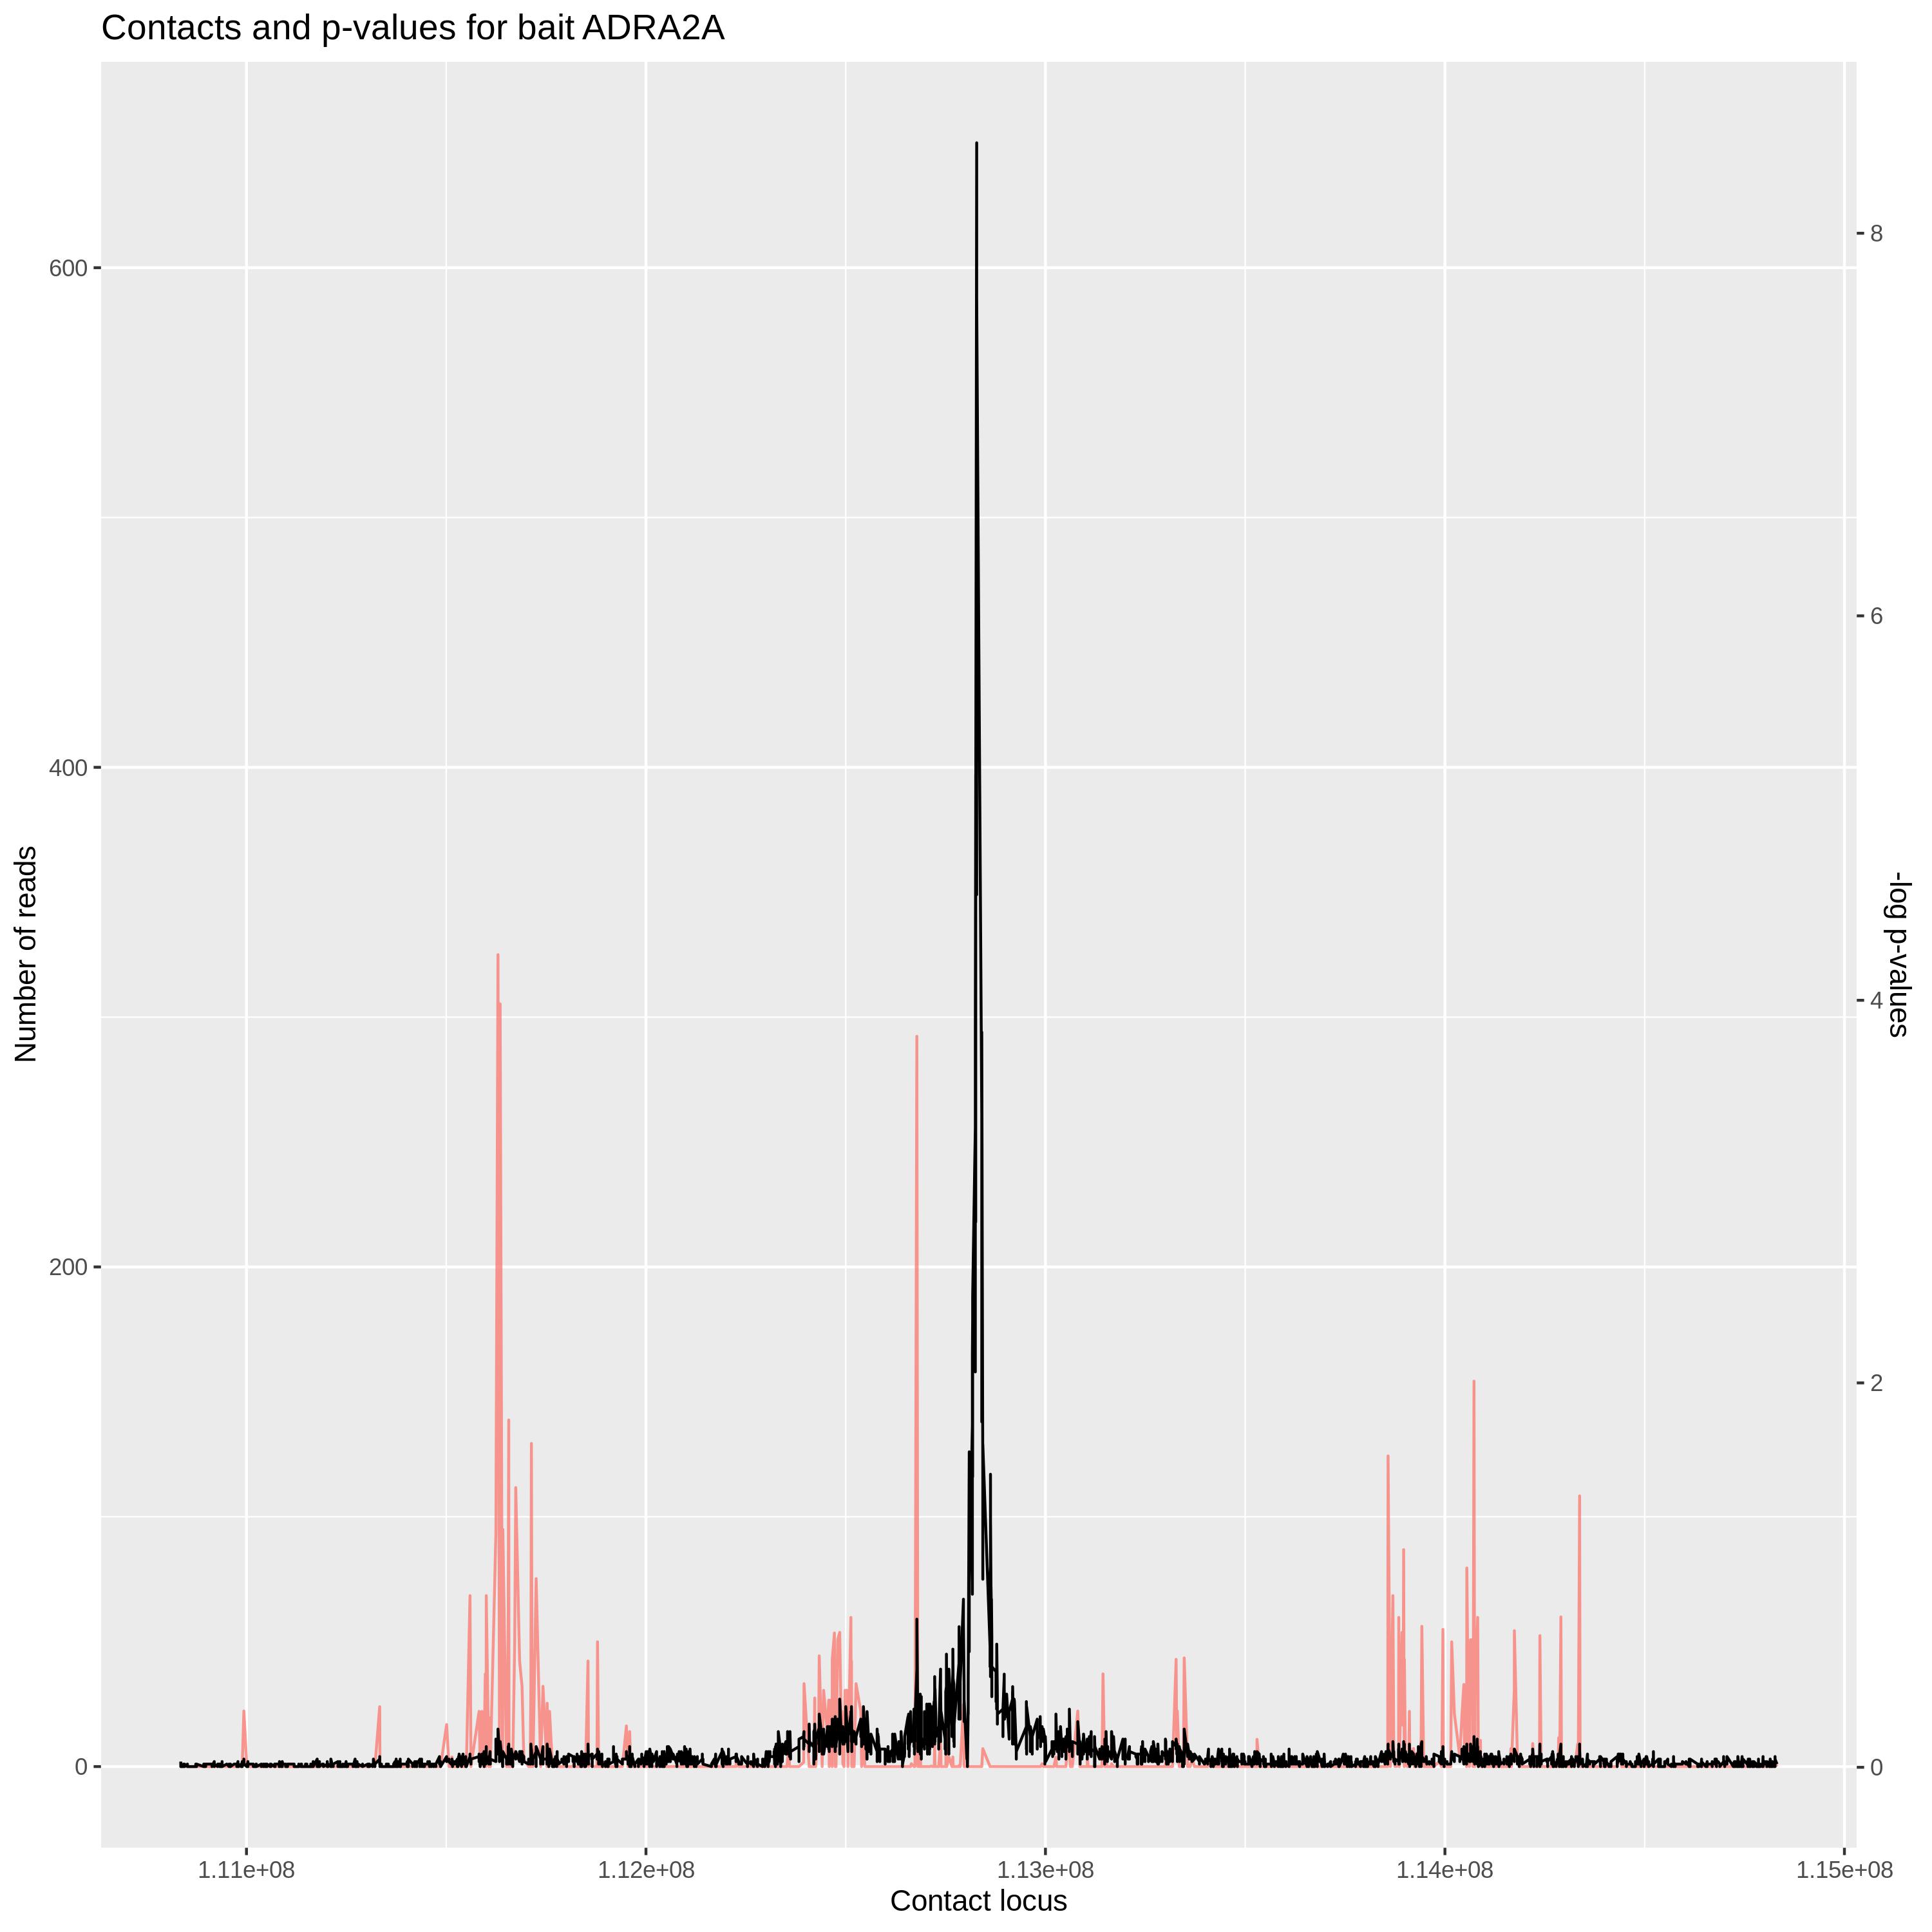 Contacts and p-values for bait ADRA2A
Number of reads
600
400
200
0
8
6
4
2
0
-log p-values
1.11e+08
1.12e+08
1.13e+08
1.14e+08
1.15e+08
Contact locus